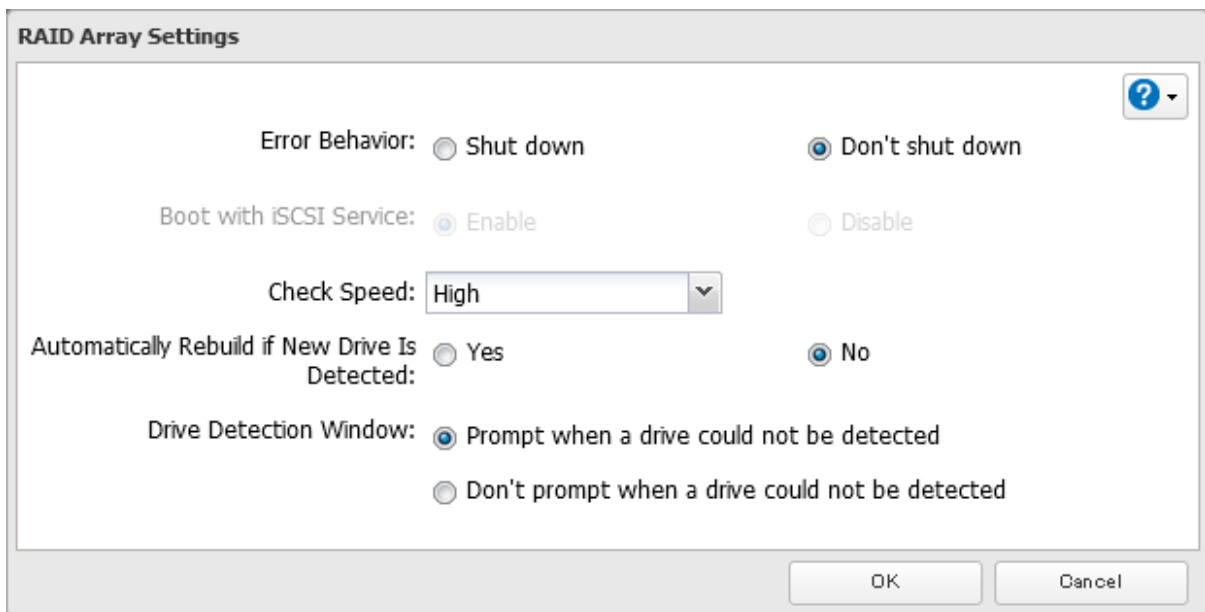 RAID Array Settings
?
Error Behavior: Shut down Don't shut down
Boot with iSCSI Service: Enable Disable
Check Speed: High
Automatically Rebuild if New Drive Is Detected: Yes No
Drive Detection Window: Prompt when a drive could not be detected
Don't prompt when a drive could not be detected
OK Cancel